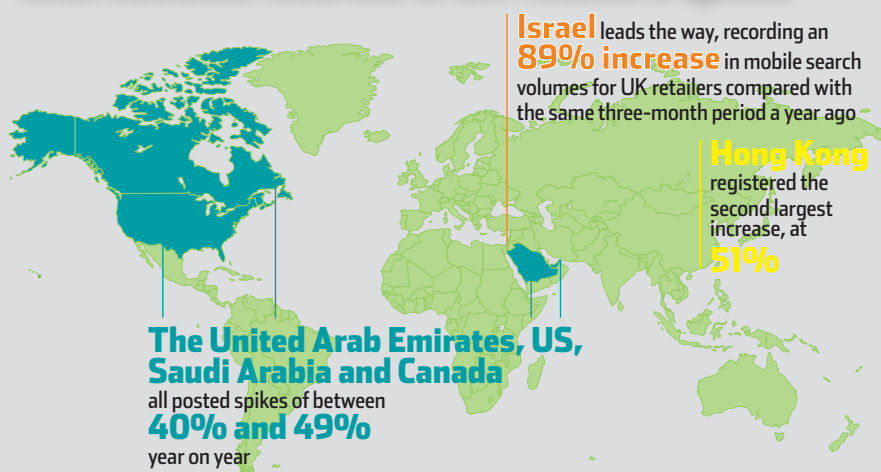 Israel leads the way, recording an
89% increase in mobile search
volumes for UK retailers compared with
the same three-month period a year ago
Hong Kong
registered the
second largest
increase, at
51%
The United Arab Emirates, US,
Saudi Arabia and Canada
all posted spikes of between
40% and 49%
year on year